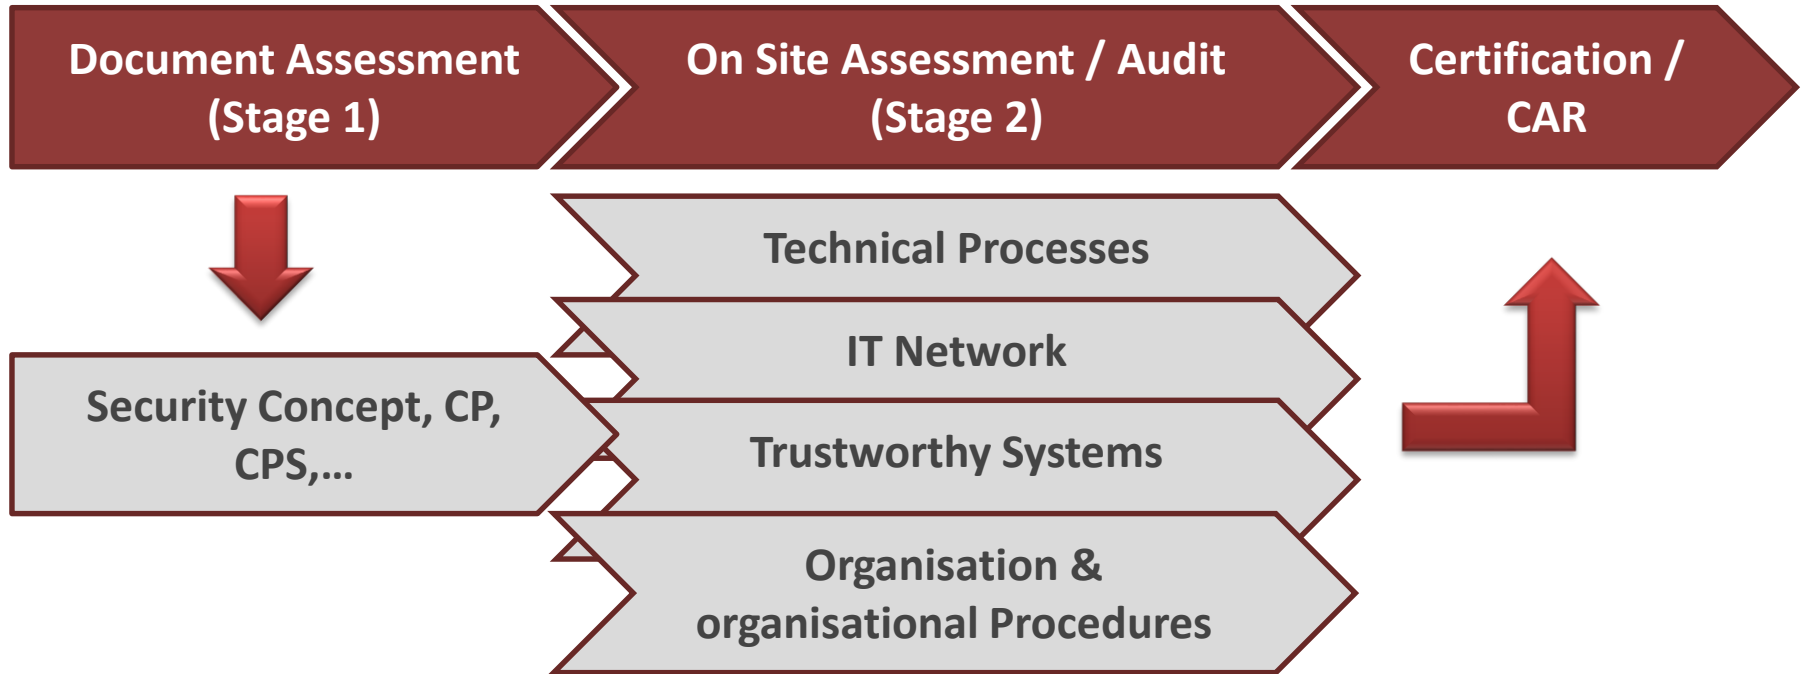 Document Assessment
(Stage 1)
On Site Assessment / Audit
(Stage 2)
Certification /
CAR
Security Concept, CP,
CPS,...
Technical Processes
IT Network
Trustworthy Systems
Organisation &
organisational Procedures